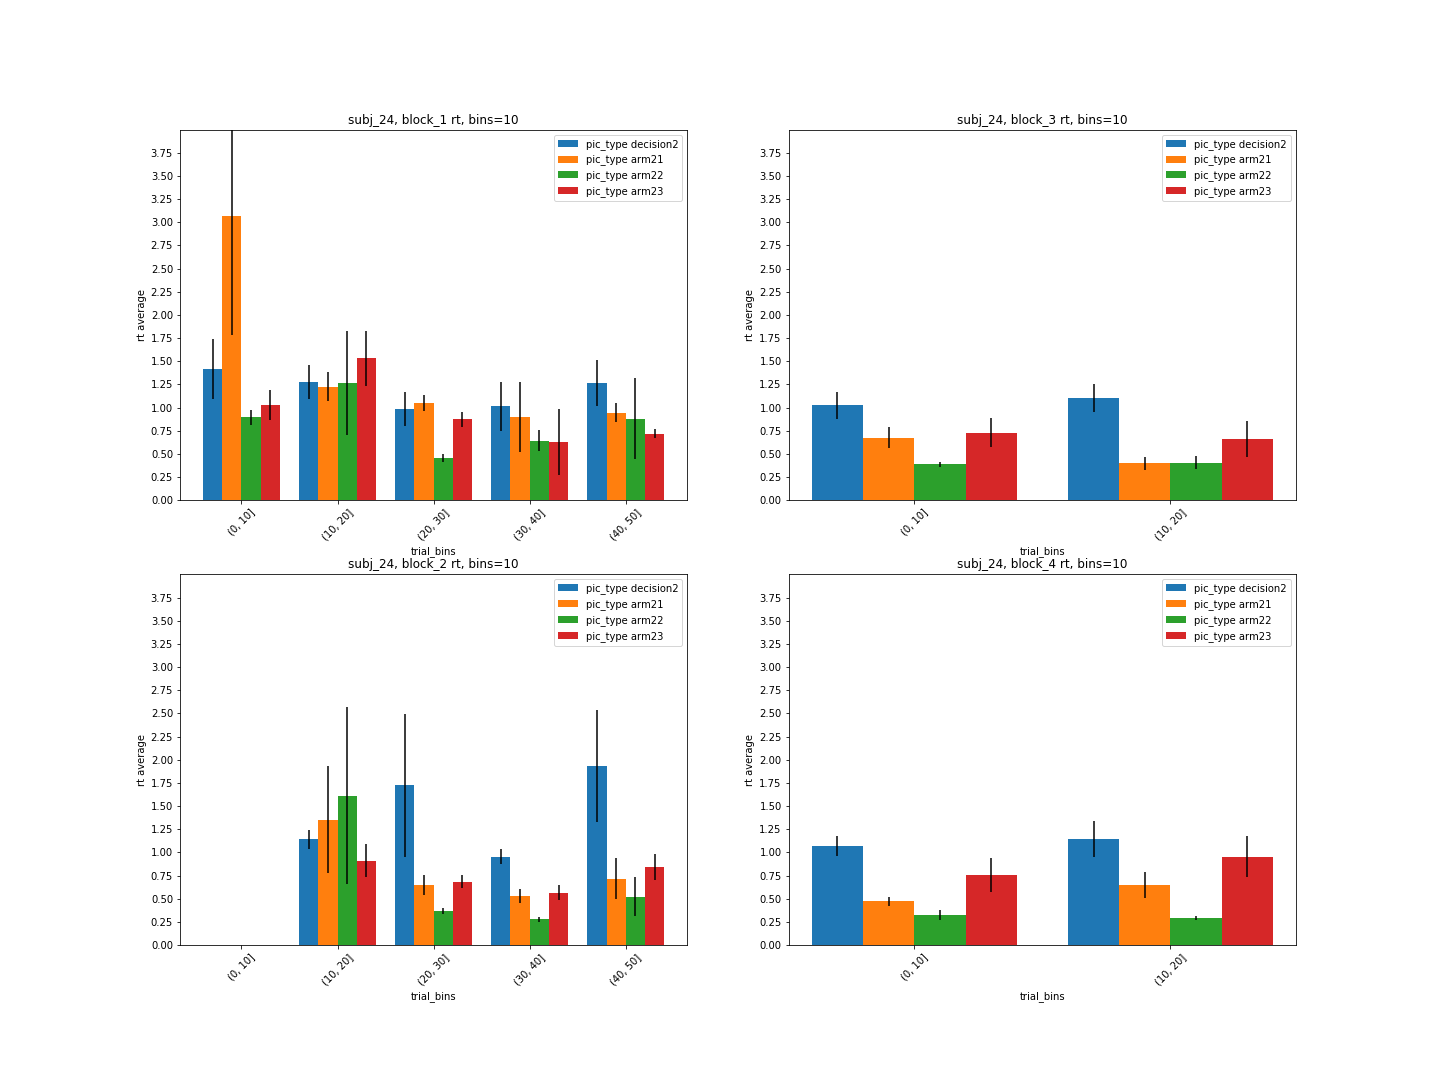 subj_24, block_1 rt, bins=10
pic_type decision2
pic_type arm21
pic_type arm22
pic_type arm23
3.75
3.50
3.25
3.00
2.75
2.50
2.25
2.00
1.75
1.50
1.25
1.00
0.75
0.50
0.25
0.00
rt average
(0, 10]
(10, 20]
(20, 30]
(30, 40]
(40, 50]
trial_bins
subj_24, block_3 rt, bins=10
pic_type decision2
pic_type arm21
pic_type arm22
pic_type arm23
3.75
3.50
3.25
3.00
2.75
2.50
2.25
2.00
1.75
1.50
1.25
1.00
0.75
0.50
0.25
0.00
rt average
(0, 10]
(10, 20]
trial_bins
subj_24, block_2 rt, bins=10
pic_type decision2
pic_type arm21
pic_type arm22
pic_type arm23
3.75
3.50
3.25
3.00
2.75
2.50
2.25
2.00
1.75
1.50
1.25
1.00
0.75
0.50
0.25
0.00
rt average
(0, 10]
(10, 20]
(20, 30]
(30, 40]
(40, 50]
trial_bins
subj_24, block_4 rt, bins=10
pic_type decision2
pic_type arm21
pic_type arm22
pic_type arm23
3.75
3.50
3.25
3.00
2.75
2.50
2.25
2.00
1.75
1.50
1.25
1.00
0.75
0.50
0.25
0.00
rt average
(0, 10]
(10, 20]
trial_bins